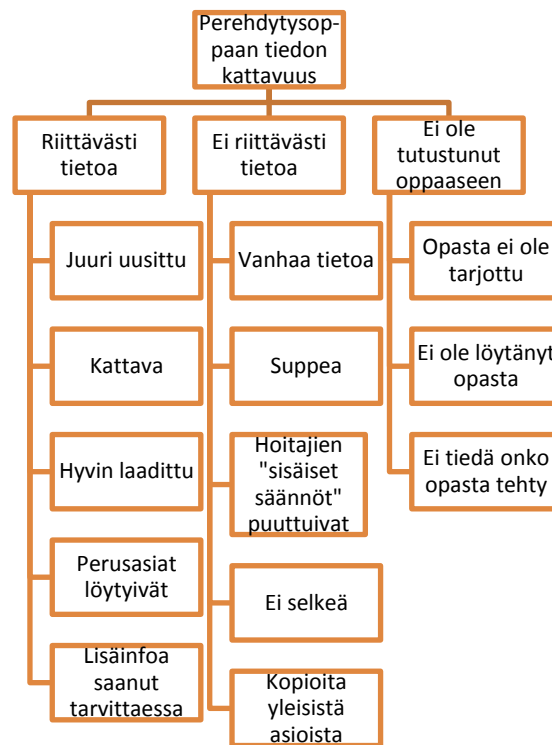 Perehdytysop-
paan tiedon
kattavuus
Riittävästi
tietoa
Juuri uusittu
Kattava
Hyvin laadittu
Perusasiat
löytyivät
Lisäinfoa
saanut
tarvittaessa
Ei riittävästi
tietoa
Vanhaa tietoa
Suppea
Hoitajien
"sisäiset
säännöt"
puuttuivat
Ei selkeä
Kopioita
yleisistä
asioista
Ei ole
tutustunut
oppaaseen
Opasta ei ole
tarjottu
Ei ole löytänyt
opasta
Ei tiedä onko
opasta tehty